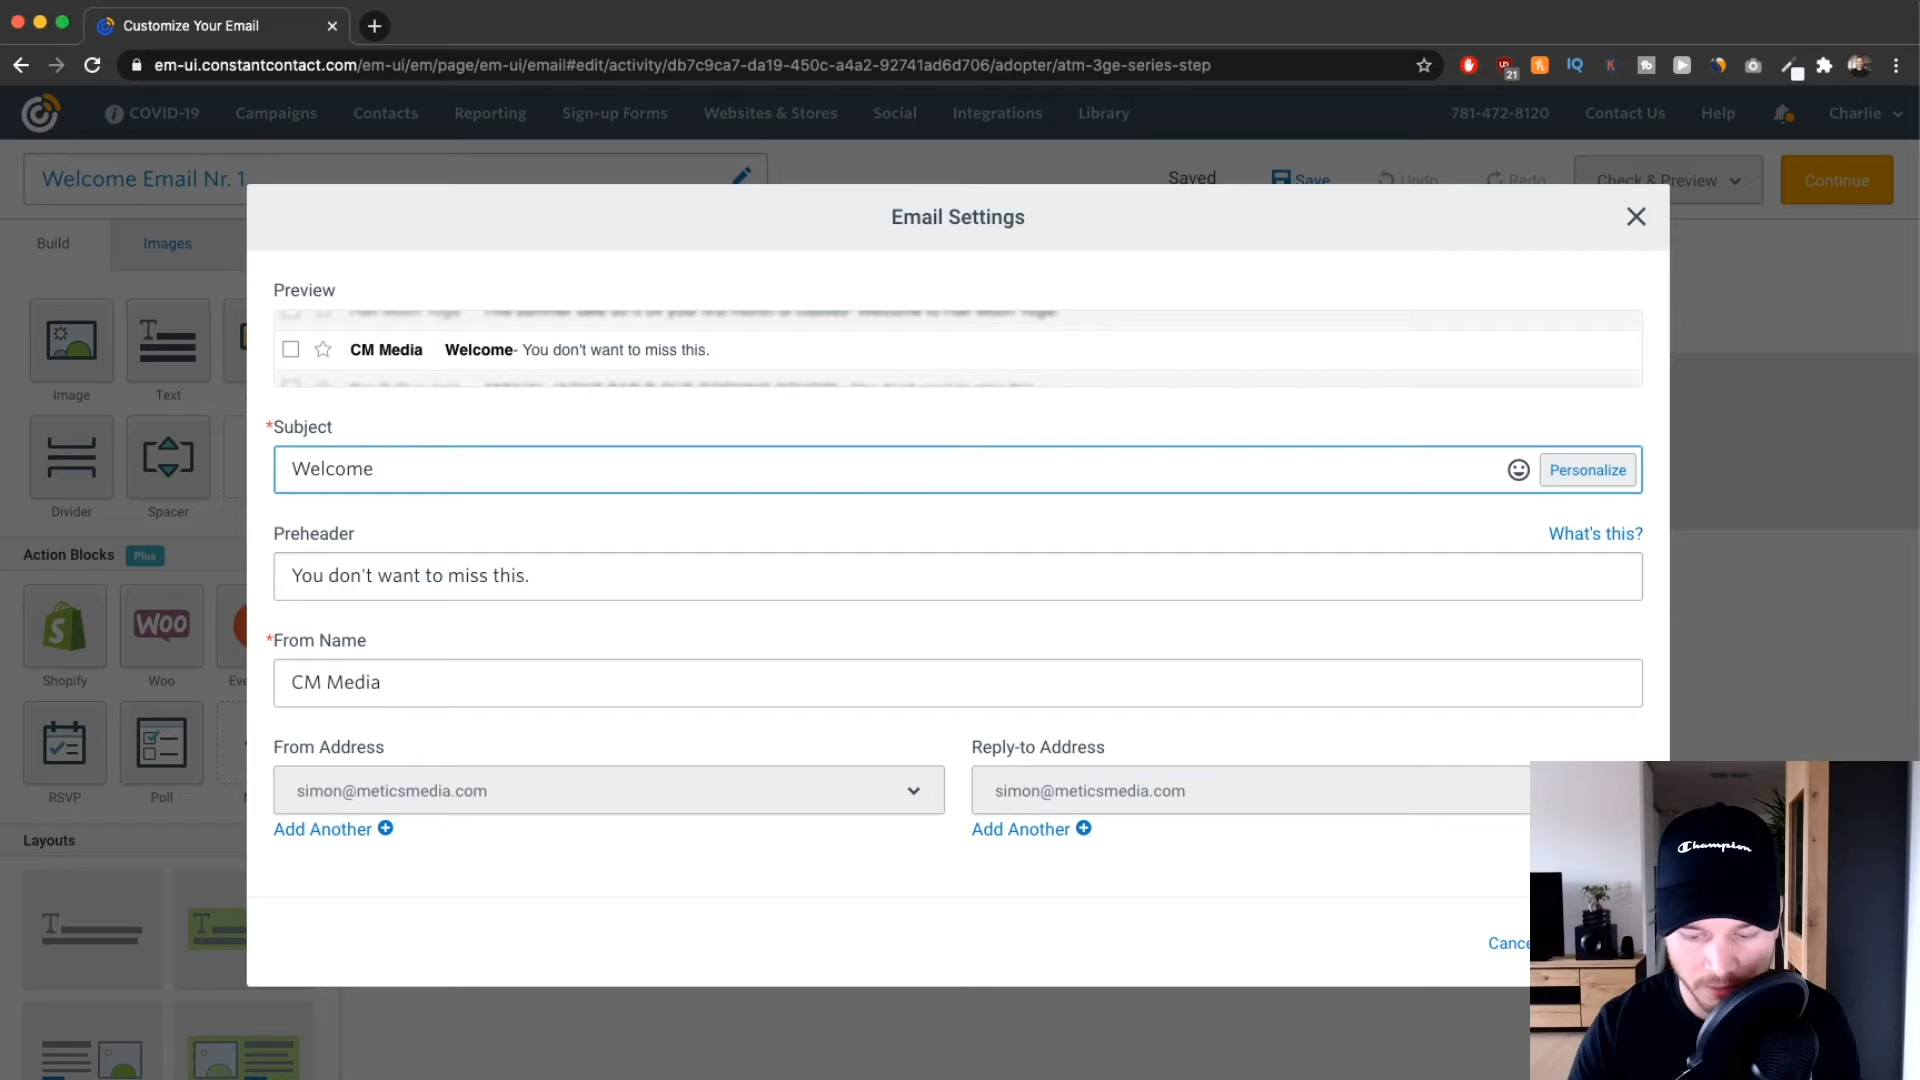 Customize Your Email
em-ui.constantcontact.com/em-ui/em/page/em-ui/email#edit/activity/db7c9ca7-da19-450c-a4a2-92741ad6d706/adopter/atm-3ge-series-step
21
IQ
K
COVID-19 Campaigns Contacts Reporting Sign-up Forms Websites & Stores Social Integrations Library 781-472-8120 Contact Us Help Charlie
Welcome Email Nr. 1
Saved Save Undo Redo Check & Preview Continue
Build Images
Image Text
Divider Spacer
Action Blocks Plus
Shopify Woo
RSVP Poll
Layouts
Email Settings
Preview
CM Media Welcome- You don't want to miss this.
*Subject
Welcome Personalize
Preheader What's this?
You don't want to miss this.
*From Name
CM Media
From Address Reply-to Address
simon@meticsmedia.com simon@meticsmedia.com
Add Another Add Another
Champion